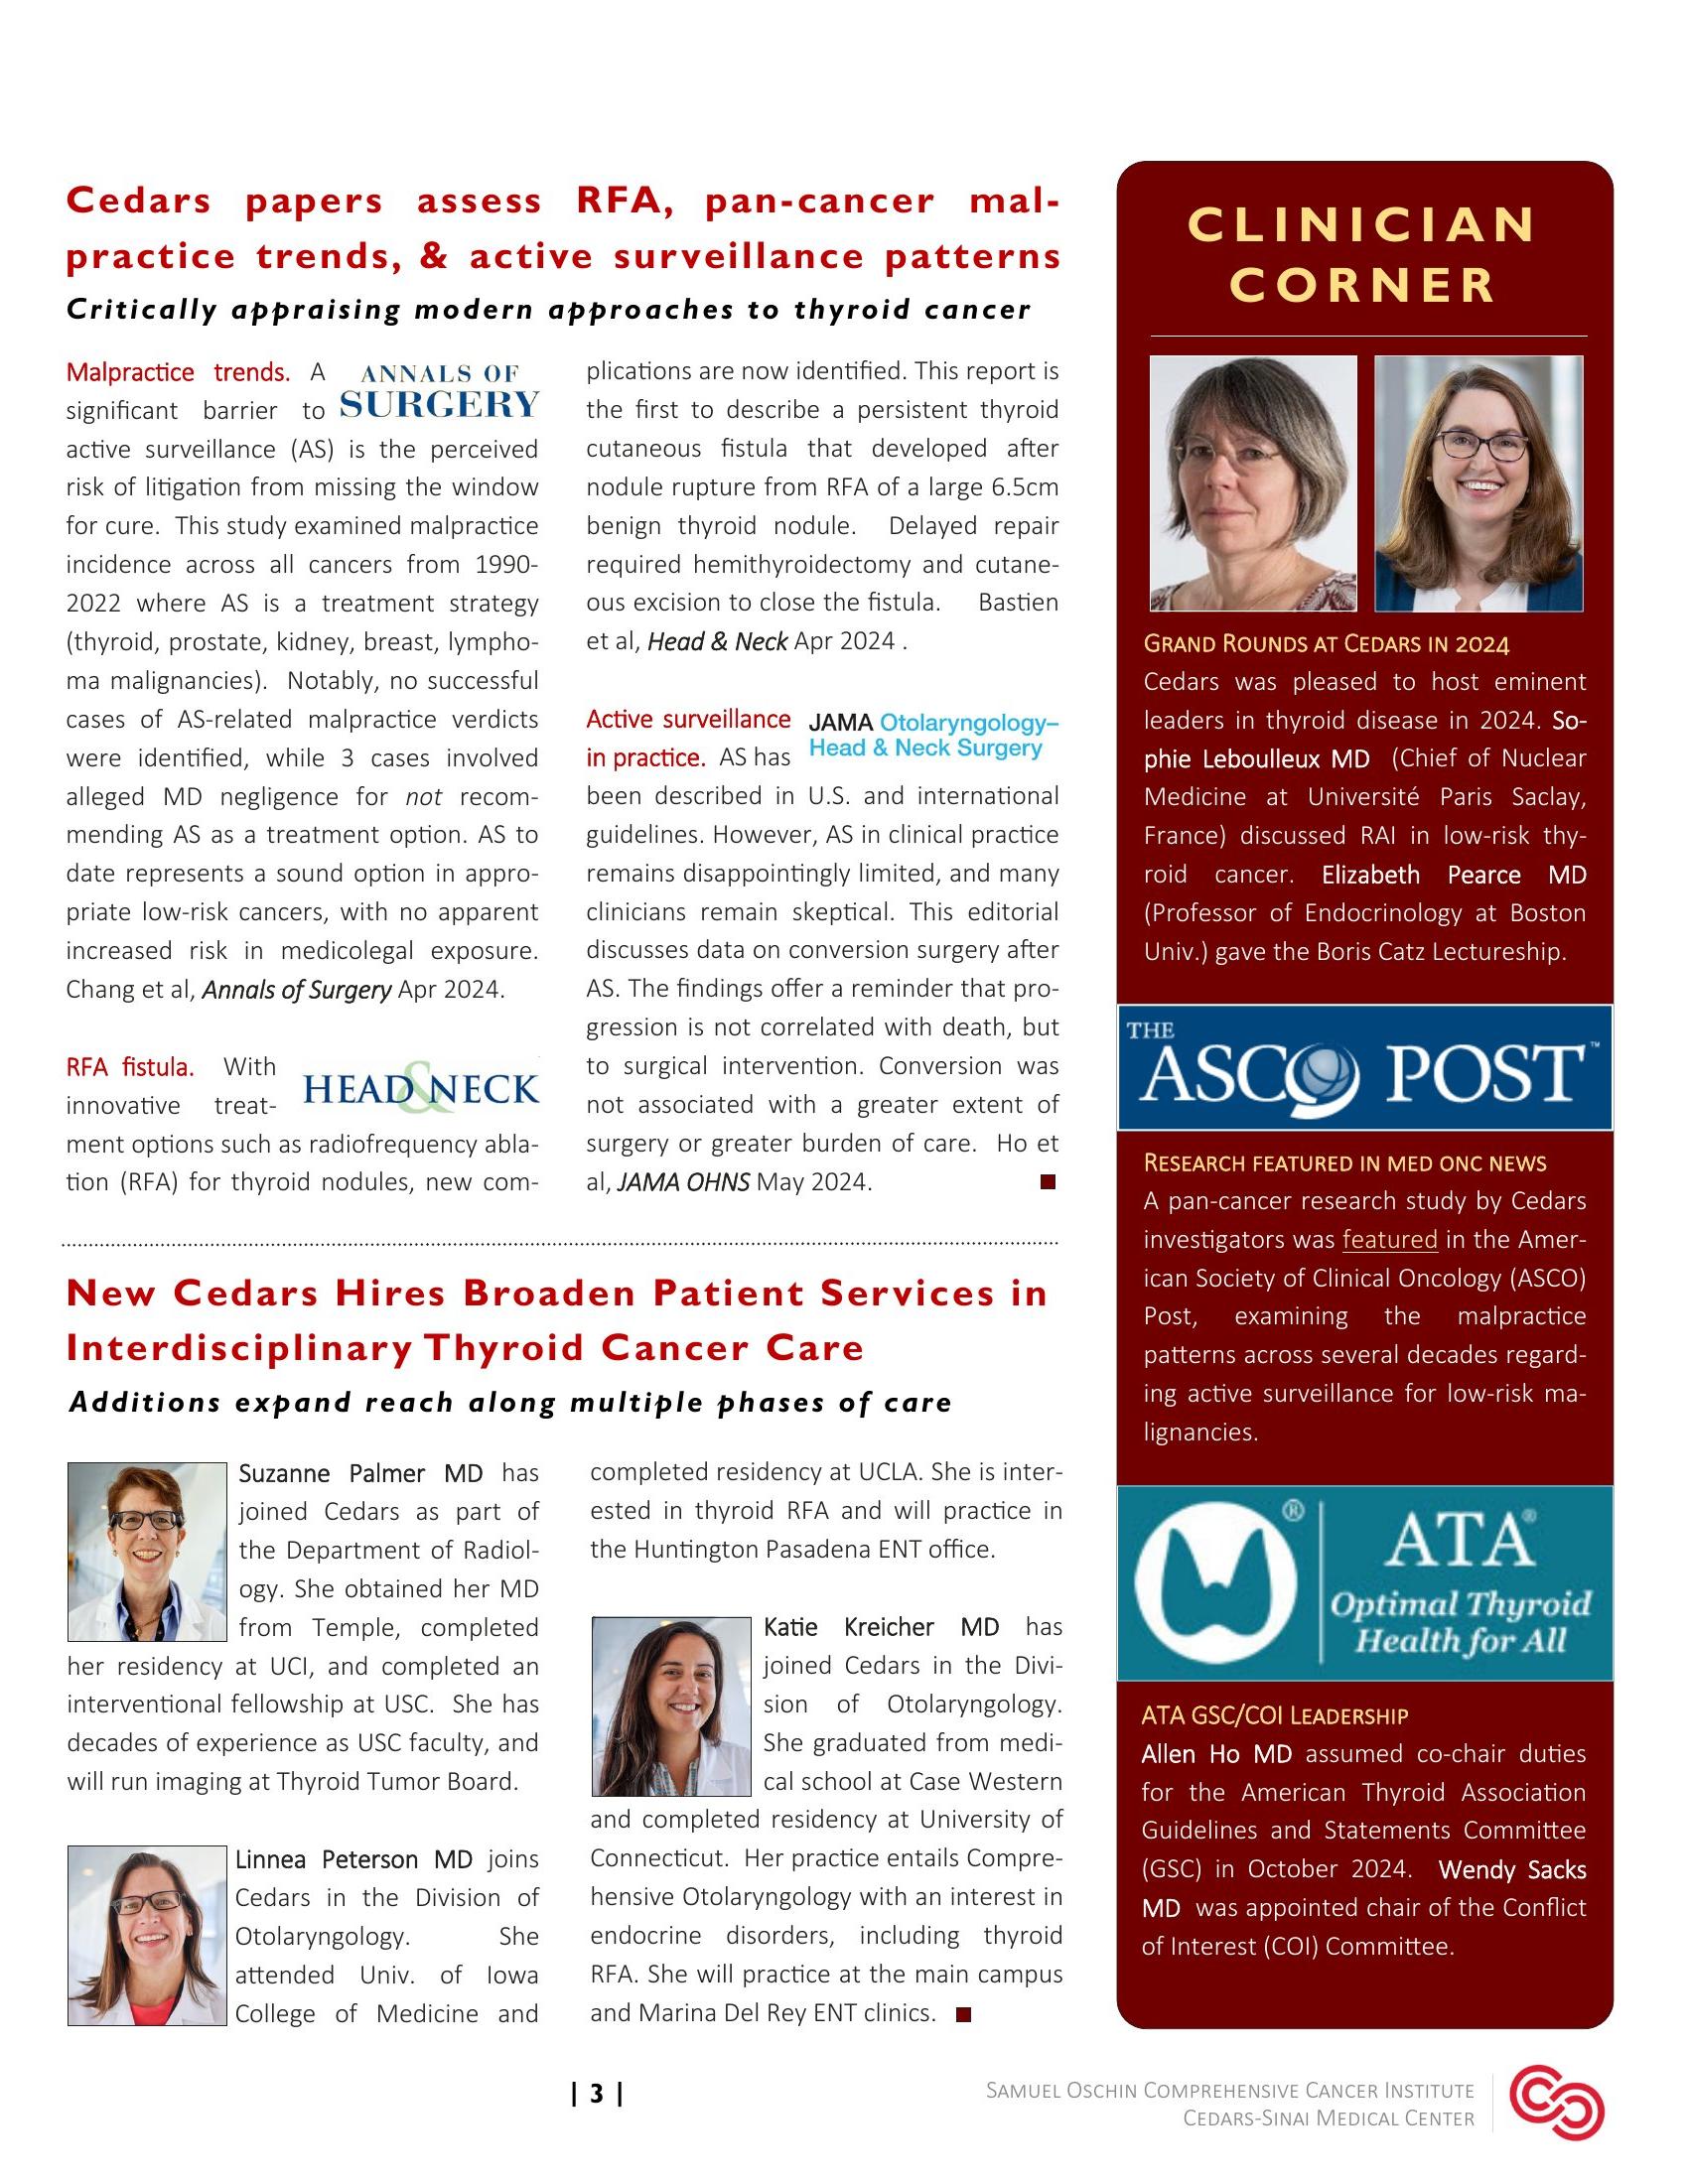 Cedars papers assess RFA, pan-cancer mal-
practice trends, & active surveillance patterns
Critically appraising modern approaches to thyroid cancer
Malpractice trends. A
significant barrier to
ANNALS OF
SURGERY
active surveillance (AS) is the perceived
risk of litigation from missing the window
for cure. This study examined malpractice
incidence across all cancers from 1990-
2022 where AS is a treatment strategy
(thyroid, prostate, kidney, breast, lympho-
ma malignancies). Notably, no successful
cases of AS-related malpractice verdicts
were identified, while 3 cases involved
alleged MD negligence for not recom-
mending AS as a treatment option. AS to
date represents a sound option in appro-
priate low-risk cancers, with no apparent
increased risk in medicolegal exposure.
Chang et al, Annals of Surgery Apr 2024.
RFA fistula. With
innovative treat-
HEAD & NECK
ment options such as radiofrequency abla-
tion (RFA) for thyroid nodules, new com-
plications are now identified. This report is
the first to describe a persistent thyroid
cutaneous fistula that developed after
nodule rupture from RFA of a large 6.5cm
benign thyroid nodule. Delayed repair
required hemithyroidectomy and cutane-
ous excision to close the fistula. Bastien
et al, Head & Neck Apr 2024 .
Active surveillance
in practice. AS has
JAMA Otolaryngology–
Head & Neck Surgery
been described in U.S. and international
guidelines. However, AS in clinical practice
remains disappointingly limited, and many
clinicians remain skeptical. This editorial
discusses data on conversion surgery after
AS. The findings offer a reminder that pro-
gression is not correlated with death, but
to surgical intervention. Conversion was
not associated with a greater extent of
surgery or greater burden of care. Ho et
al, JAMA OHNS May 2024.
New Cedars Hires Broaden Patient Services in
Interdisciplinary Thyroid Cancer Care
Additions expand reach along multiple phases of care
Suzanne Palmer MD has
joined Cedars as part of
the Department of Radiol-
ogy. She obtained her MD
from Temple, completed
her residency at UCI, and completed an
interventional fellowship at USC. She has
decades of experience as USC faculty, and
will run imaging at Thyroid Tumor Board.
Linnea Peterson MD joins
Cedars in the Division of
Otolaryngology. She
attended Univ. of Iowa
College of Medicine and
completed residency at UCLA. She is inter-
ested in thyroid RFA and will practice in
the Huntington Pasadena ENT office.
Katie Kreicher MD has
joined Cedars in the Divi-
sion of Otolaryngology.
She graduated from medi-
cal school at Case Western
and completed residency at University of
Connecticut. Her practice entails Compre-
hensive Otolaryngology with an interest in
endocrine disorders, including thyroid
RFA. She will practice at the main campus
and Marina Del Rey ENT clinics.
CLINICIAN
CORNER
GRAND ROUNDS AT CEDARS IN 2024
Cedars was pleased to host eminent
leaders in thyroid disease in 2024. So-
phie Leboulleux MD (Chief of Nuclear
Medicine at Université Paris Saclay,
France) discussed RAI in low-risk thy-
roid cancer. Elizabeth Pearce MD
(Professor of Endocrinology at Boston
Univ.) gave the Boris Catz Lectureship.
THE
ASCO POST™
RESEARCH FEATURED IN MED ONC NEWS
A pan-cancer research study by Cedars
investigators was featured in the Amer-
ican Society of Clinical Oncology (ASCO)
Post, examining the malpractice
patterns across several decades regard-
ing active surveillance for low-risk ma-
lignancies.
® ATA®
Optimal Thyroid
Health for All
ATA GSC/COI LEADERSHIP
Allen Ho MD assumed co-chair duties
for the American Thyroid Association
Guidelines and Statements Committee
(GSC) in October 2024. Wendy Sacks
MD was appointed chair of the Conflict
of Interest (COI) Committee.
| 3 |
SAMUEL OSCHIN COMPREHENSIVE CANCER INSTITUTE
CEDARS-SINAI MEDICAL CENTER